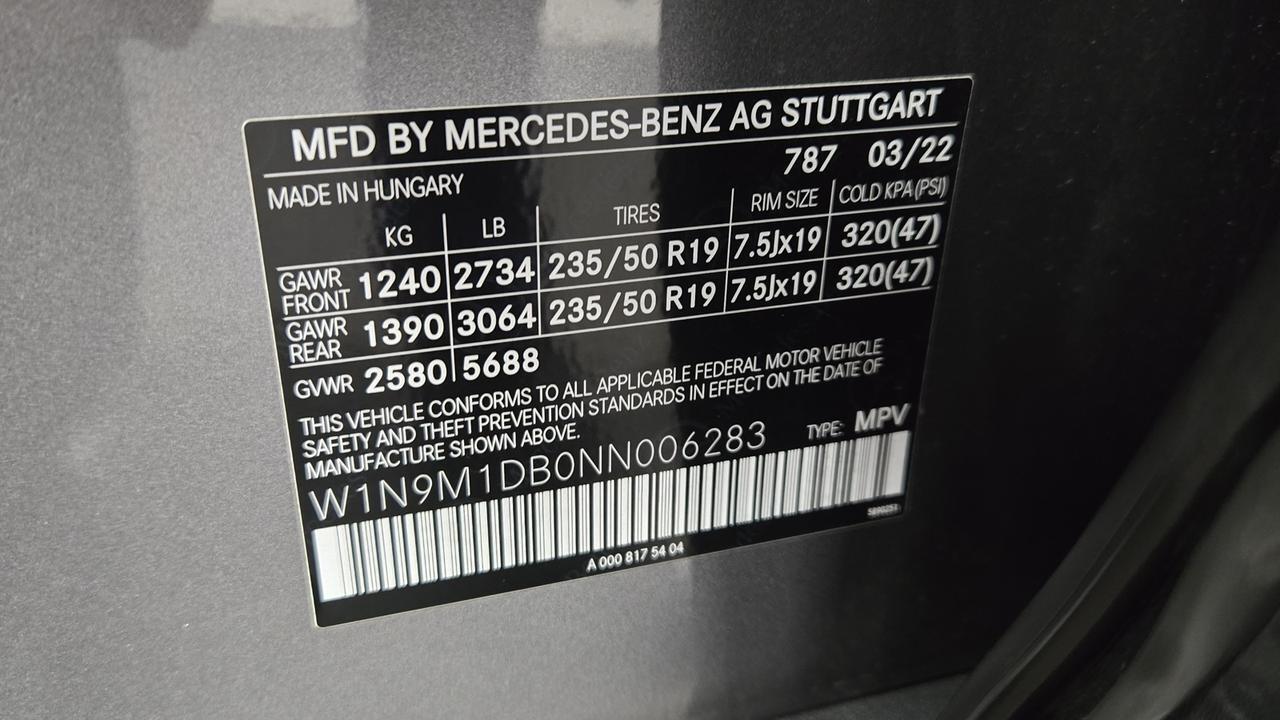 MFD BY MERCEDES-BENZ AG STUTTGART
787 03/22
MADE IN HUNGARY
KG LB TIRES RIM SIZE COLD KPA (PSI)
GAWR FRONT 1240 2734 235/50 R19 7.5Jx19 320(47)
GAWR REAR 1390 3064 235/50 R19 7.5Jx19 320(47)
GVWR 2580 5688
THIS VEHICLE CONFORMS TO ALL APPLICABLE FEDERAL MOTOR VEHICLE
SAFETY AND THEFT PREVENTION STANDARDS IN EFFECT ON THE DATE OF
MANUFACTURE SHOWN ABOVE.
W1N9M1DB0NN006283 TYPE: MPV
A 000 817 54 04